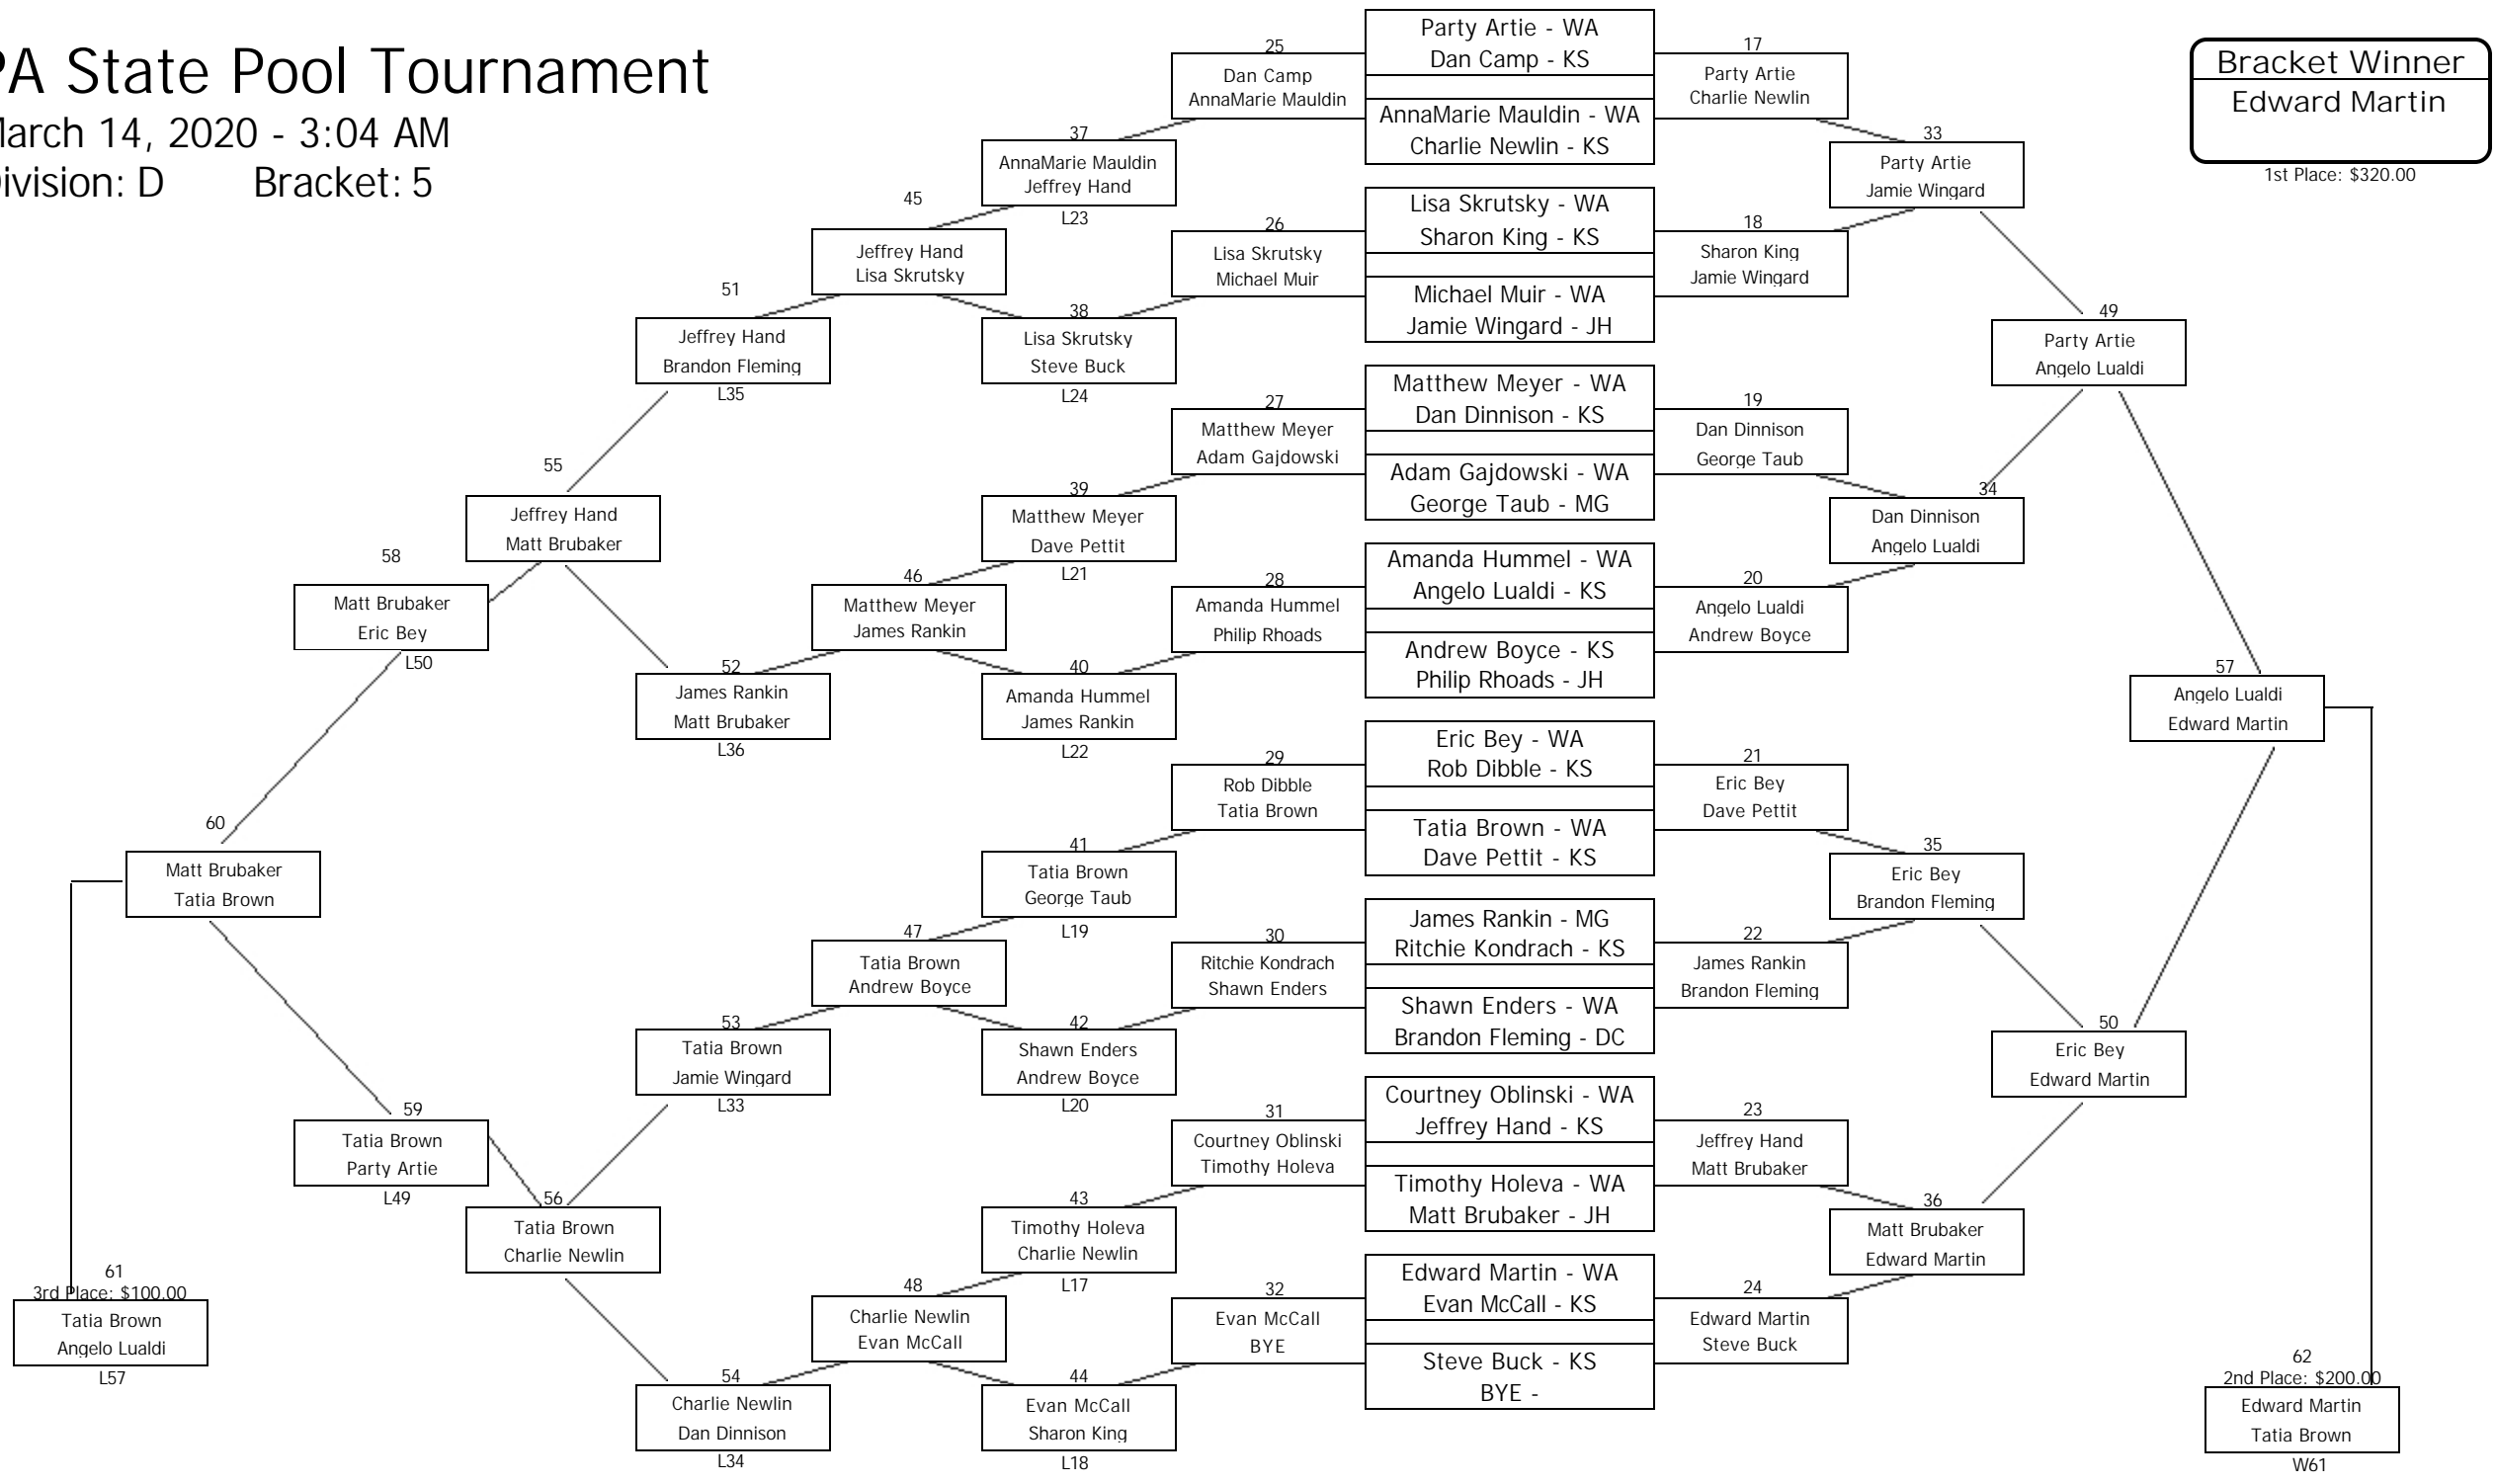 PA State Pool Tournament
March 14, 2020 - 3:04 AM
Division: D Bracket: 5
Bracket Winner
Edward Martin
1st Place: $320.00
60
Matt Brubaker
Tatia Brown
61
3rd Place: $100.00
Tatia Brown
Angelo Lualdi
L57
58
Matt Brubaker
Eric Bey
L50
59
Tatia Brown
Party Artie
L49
55
Jeffrey Hand
Matt Brubaker
56
Tatia Brown
Charlie Newlin
51
Jeffrey Hand
Brandon Fleming
L35
52
James Rankin
Matt Brubaker
L36
53
Tatia Brown
Jamie Wingard
L33
54
Charlie Newlin
Dan Dinnison
L34
45
Jeffrey Hand
Lisa Skrutsky
46
Matthew Meyer
James Rankin
47
Tatia Brown
Andrew Boyce
48
Charlie Newlin
Evan McCall
37
AnnaMarie Mauldin
Jeffrey Hand
L23
38
Lisa Skrutsky
Steve Buck
L24
39
Matthew Meyer
Dave Pettit
L21
40
Amanda Hummel
James Rankin
L22
41
Tatia Brown
George Taub
L19
42
Shawn Enders
Andrew Boyce
L20
43
Timothy Holeva
Charlie Newlin
L17
44
Evan McCall
Sharon King
L18
25
Dan Camp
AnnaMarie Mauldin
26
Lisa Skrutsky
Michael Muir
27
Matthew Meyer
Adam Gajdowski
28
Amanda Hummel
Philip Rhoads
29
Rob Dibble
Tatia Brown
30
Ritchie Kondrach
Shawn Enders
31
Courtney Oblinski
Timothy Holeva
32
Evan McCall
BYE
Party Artie - WA
Dan Camp - KS
AnnaMarie Mauldin - WA
Charlie Newlin - KS
Lisa Skrutsky - WA
Sharon King - KS
Michael Muir - WA
Jamie Wingard - JH
Matthew Meyer - WA
Dan Dinnison - KS
Adam Gajdowski - WA
George Taub - MG
Amanda Hummel - WA
Angelo Lualdi - KS
Andrew Boyce - KS
Philip Rhoads - JH
Eric Bey - WA
Rob Dibble - KS
Tatia Brown - WA
Dave Pettit - KS
James Rankin - MG
Ritchie Kondrach - KS
Shawn Enders - WA
Brandon Fleming - DC
Courtney Oblinski - WA
Jeffrey Hand - KS
Timothy Holeva - WA
Matt Brubaker - JH
Edward Martin - WA
Evan McCall - KS
Steve Buck - KS
BYE -
17
Party Artie
Charlie Newlin
18
Sharon King
Jamie Wingard
19
Dan Dinnison
George Taub
20
Angelo Lualdi
Andrew Boyce
21
Eric Bey
Dave Pettit
22
James Rankin
Brandon Fleming
23
Jeffrey Hand
Matt Brubaker
24
Edward Martin
Steve Buck
33
Party Artie
Jamie Wingard
34
Dan Dinnison
Angelo Lualdi
35
Eric Bey
Brandon Fleming
36
Matt Brubaker
Edward Martin
49
Party Artie
Angelo Lualdi
50
Eric Bey
Edward Martin
57
Angelo Lualdi
Edward Martin
62
2nd Place: $200.00
Edward Martin
Tatia Brown
W61